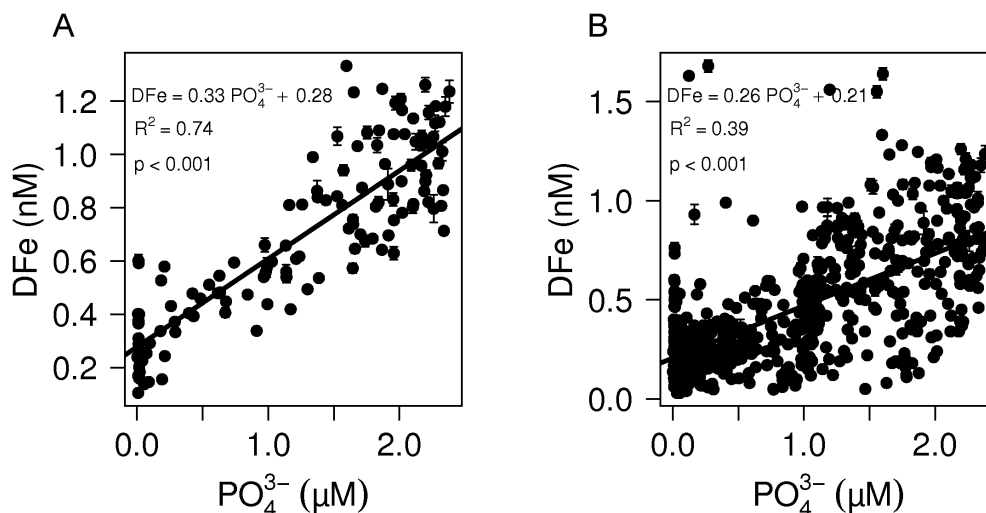 A
DFe = 0.33 PO₄³⁻ + 0.28
R² = 0.74
p < 0.001
1.2
1.0
0.8
0.6
0.4
0.2
DFe (nM)
0.0 1.0 2.0
PO₄³⁻ (μM)
B
DFe = 0.26 PO₄³⁻ + 0.21
R² = 0.39
p < 0.001
1.5
1.0
0.5
0.0
DFe (nM)
0.0 1.0 2.0
PO₄³⁻ (μM)